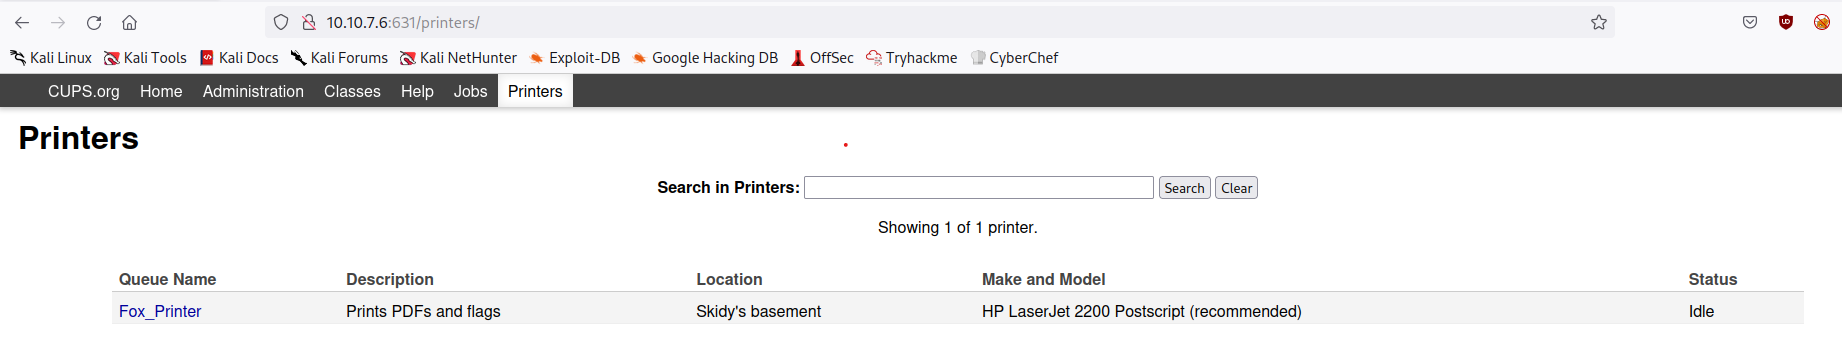 10.10.7.6:631/printers/
Kali Linux Kali Tools Kali Docs Kali Forums Kali NetHunter Exploit-DB Google Hacking DB OffSec Tryhackme CyberChef
CUPS.org Home Administration Classes Help Jobs Printers
Printers
Search in Printers: Search Clear
Showing 1 of 1 printer.
Queue Name Description Location Make and Model Status
Fox_Printer Prints PDFs and flags Skidy's basement HP LaserJet 2200 Postscript (recommended) Idle